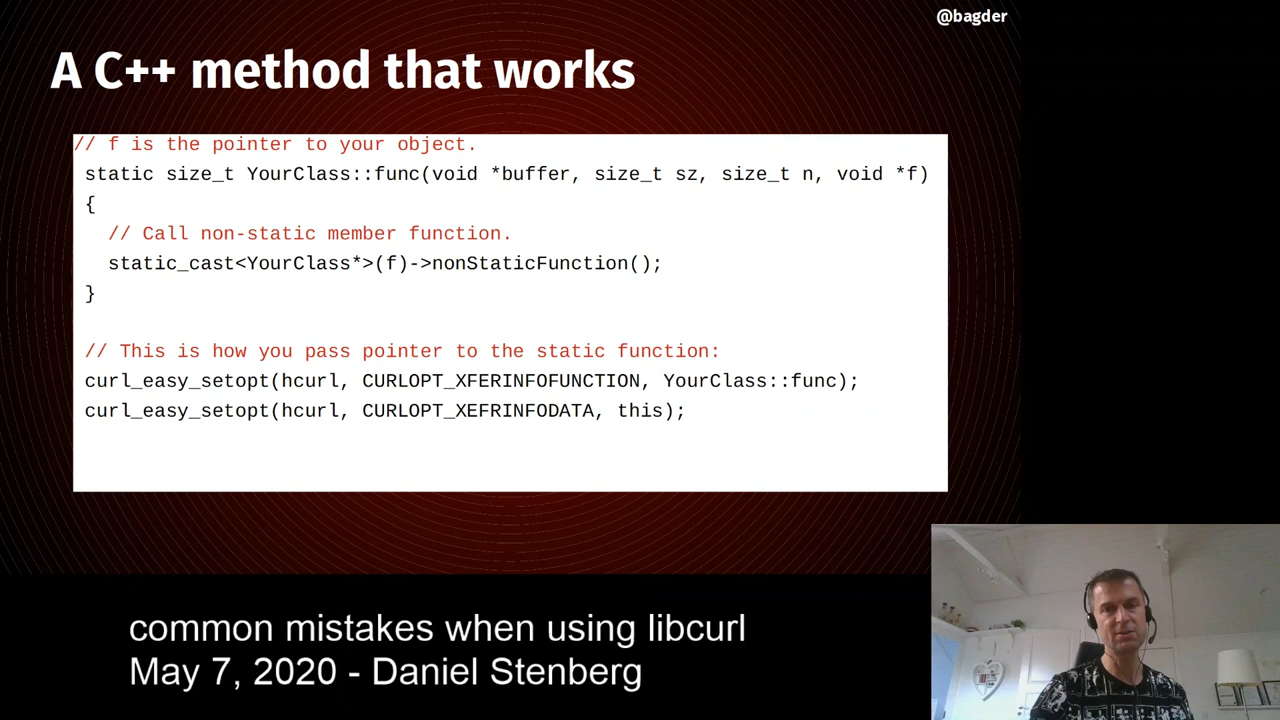 @bagder
A C++ method that works
// f is the pointer to your object.
static size_t YourClass::func(void *buffer, size_t sz, size_t n, void *f)
{
// Call non-static member function.
static_cast<YourClass*>(f)->nonStaticFunction();
}
// This is how you pass pointer to the static function:
curl_easy_setopt(hcurl, CURLOPT_XFERINFOFUNCTION, YourClass::func);
curl_easy_setopt(hcurl, CURLOPT_XEFRINFODATA, this);
common mistakes when using libcurl
May 7, 2020 - Daniel Stenberg